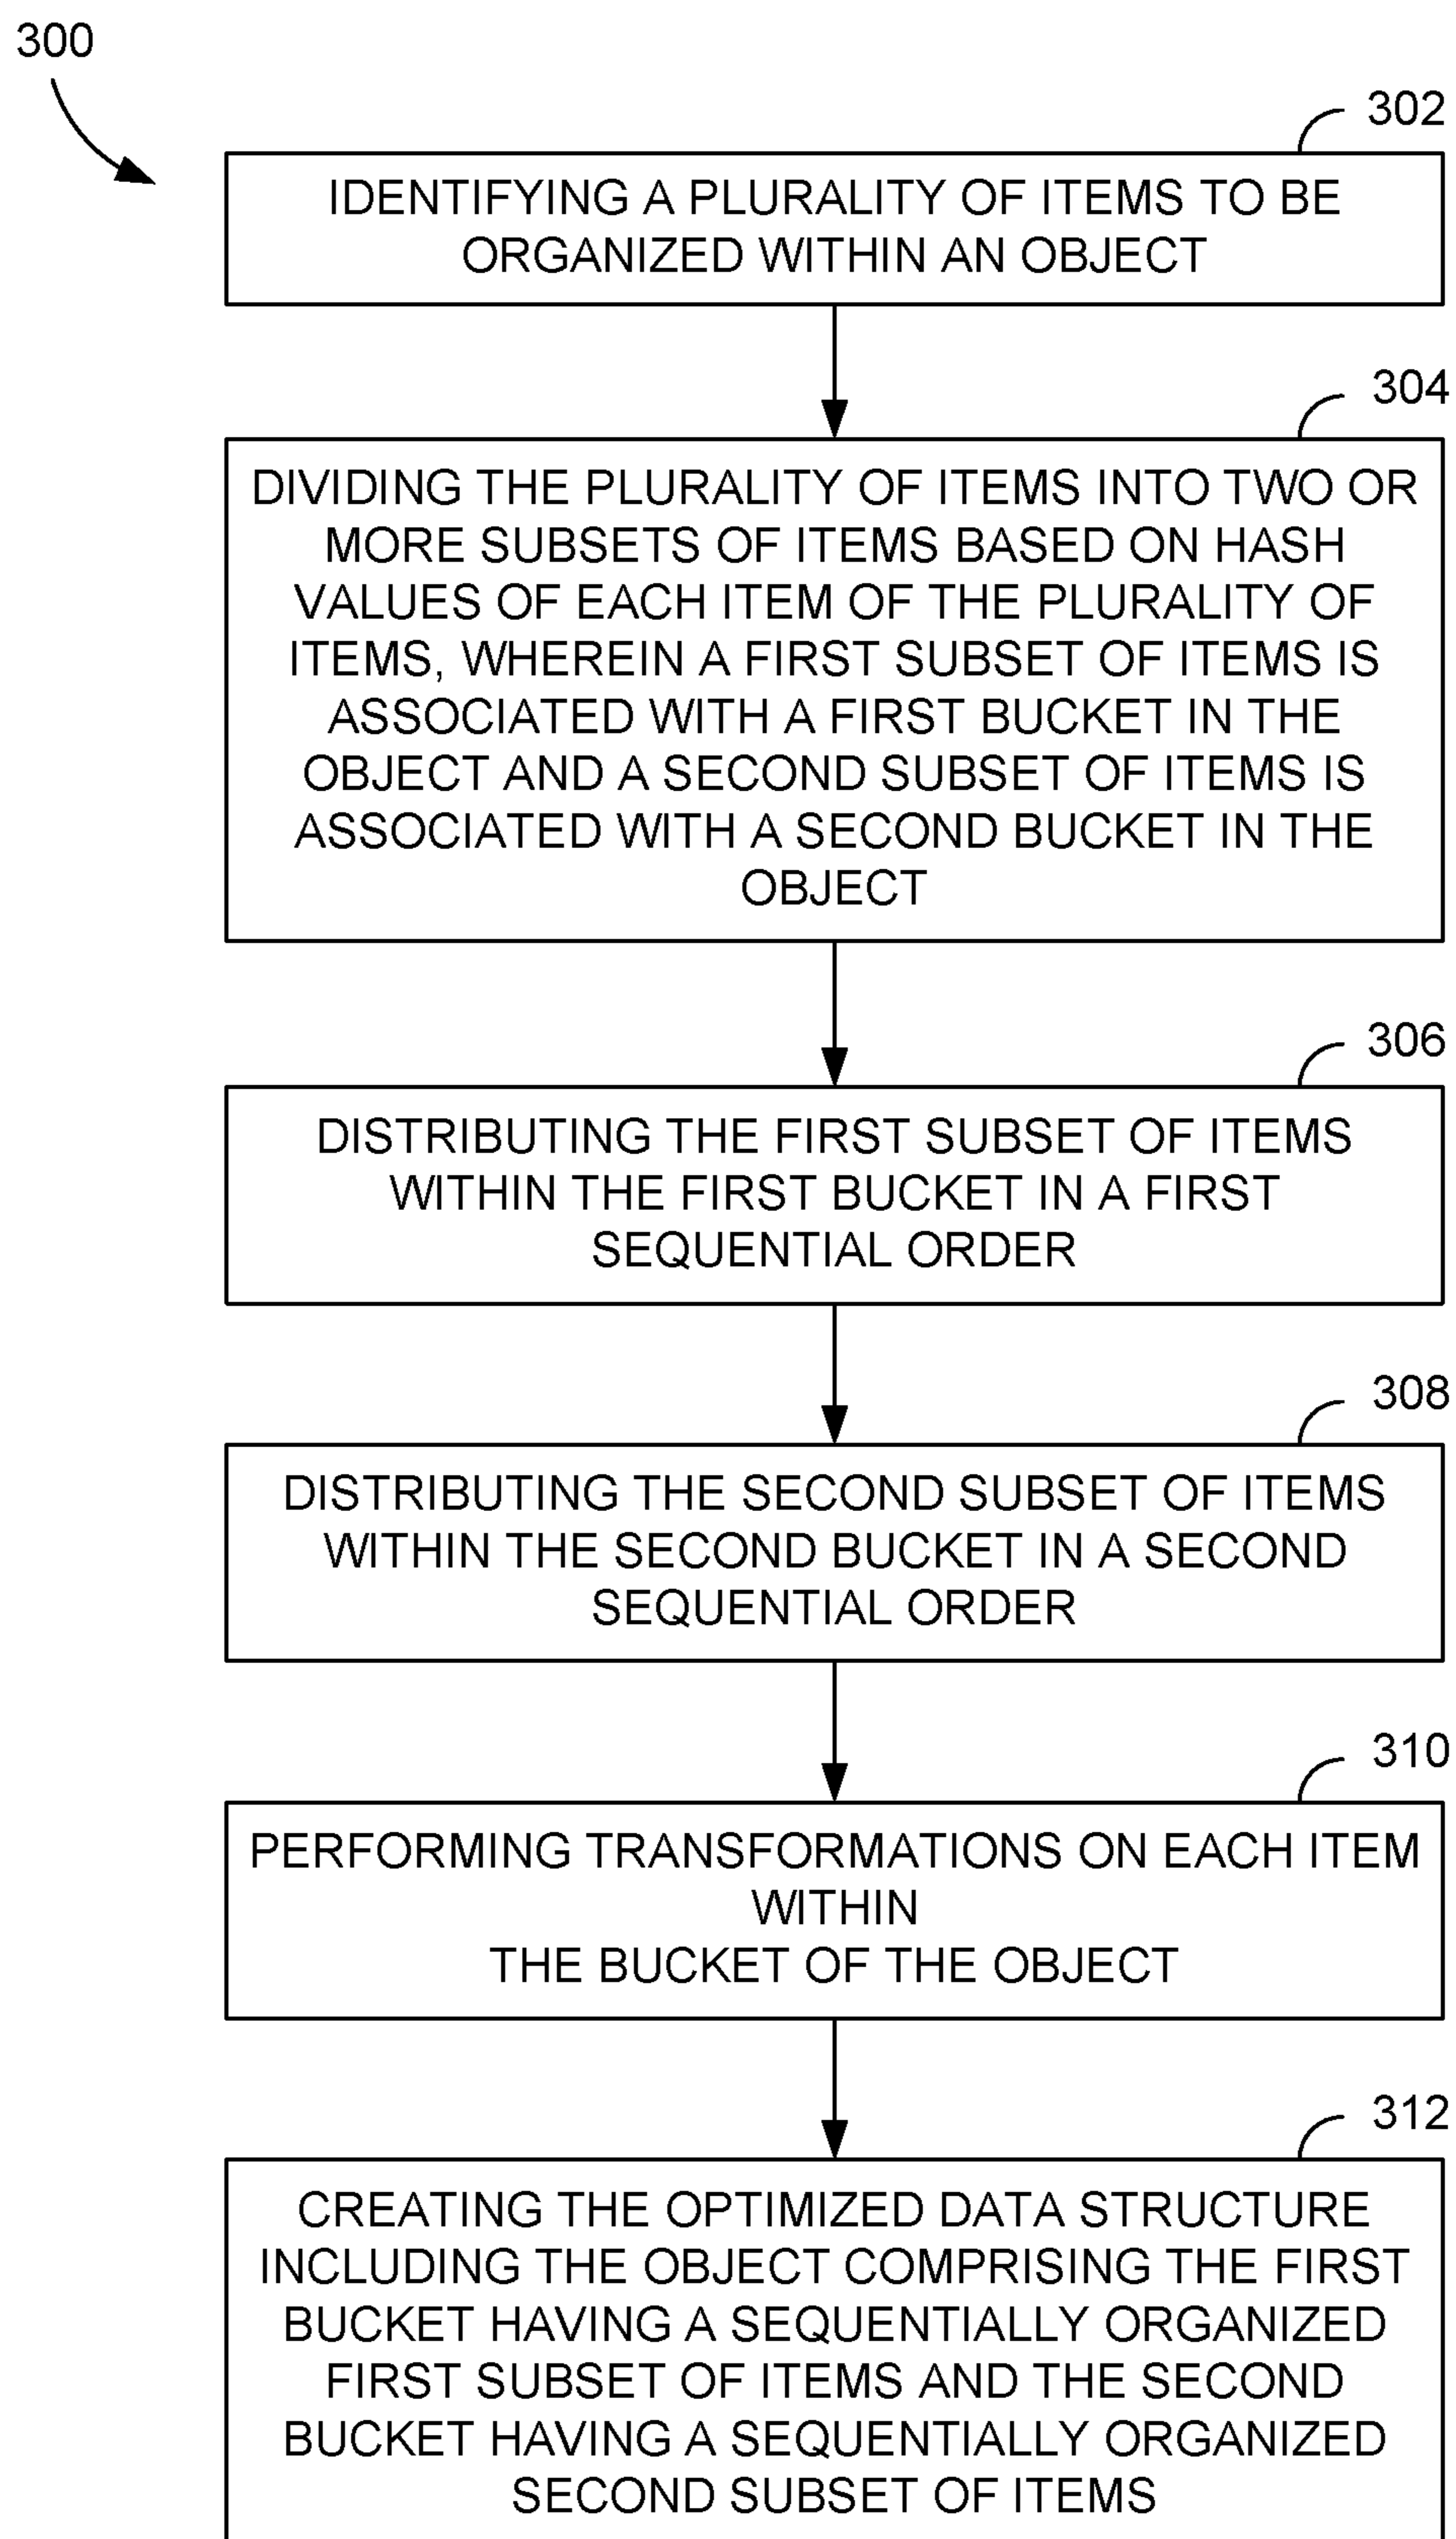 300
302
IDENTIFYING A PLURALITY OF ITEMS TO BE
ORGANIZED WITHIN AN OBJECT
304
DIVIDING THE PLURALITY OF ITEMS INTO TWO OR
MORE SUBSETS OF ITEMS BASED ON HASH
VALUES OF EACH ITEM OF THE PLURALITY OF
ITEMS, WHEREIN A FIRST SUBSET OF ITEMS IS
ASSOCIATED WITH A FIRST BUCKET IN THE
OBJECT AND A SECOND SUBSET OF ITEMS IS
ASSOCIATED WITH A SECOND BUCKET IN THE
OBJECT
306
DISTRIBUTING THE FIRST SUBSET OF ITEMS
WITHIN THE FIRST BUCKET IN A FIRST
SEQUENTIAL ORDER
308
DISTRIBUTING THE SECOND SUBSET OF ITEMS
WITHIN THE SECOND BUCKET IN A SECOND
SEQUENTIAL ORDER
310
PERFORMING TRANSFORMATIONS ON EACH ITEM
WITHIN
THE BUCKET OF THE OBJECT
312
CREATING THE OPTIMIZED DATA STRUCTURE
INCLUDING THE OBJECT COMPRISING THE FIRST
BUCKET HAVING A SEQUENTIALLY ORGANIZED
FIRST SUBSET OF ITEMS AND THE SECOND
BUCKET HAVING A SEQUENTIALLY ORGANIZED
SECOND SUBSET OF ITEMS